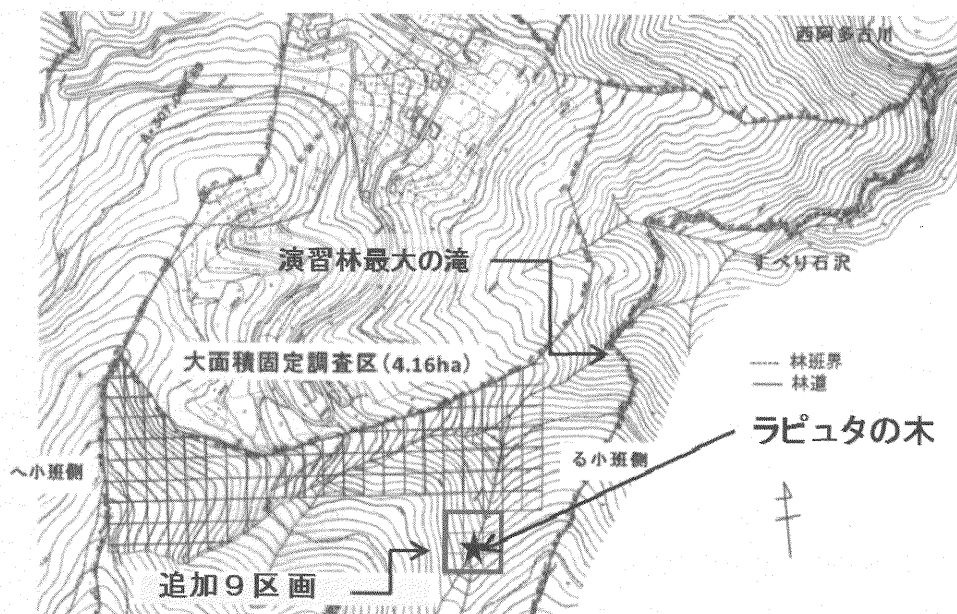 西阿多古川
演習林最大の滝
すべり石沢
大面積固定調査区(4.16ha)
林班界
林道
ラピュタの木
へ小班側
る小班側
追加9区画